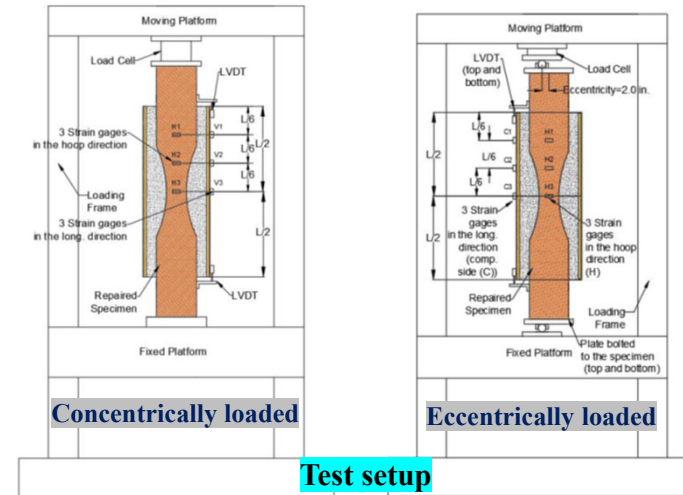 Moving Platform
Load Cell
LVDT
3 Strain gages
in the hoop direction
H1
V1
H2
V2
H3
V3
L/6
L/6
L/6
L/2
L/2
Loading
Frame
3 Strain gages
in the long. direction
Repaired
Specimen
LVDT
Fixed Platform
Concentrically loaded
Moving Platform
LVDT
(top and
bottom)
Load Cell
Eccentricity=2.0 in.
C1
H1
C2
H2
C3
H3
L/6
L/6
L/6
L/2
L/2
3 Strain
gages
in the long.
direction
(comp.
side (C))
3 Strain
gages
in the hoop
direction
(H)
Repaired
Specimen
Loading
Frame
Fixed Platform
Plate bolted
to the specimen
(top and bottom)
Eccentrically loaded
Test setup